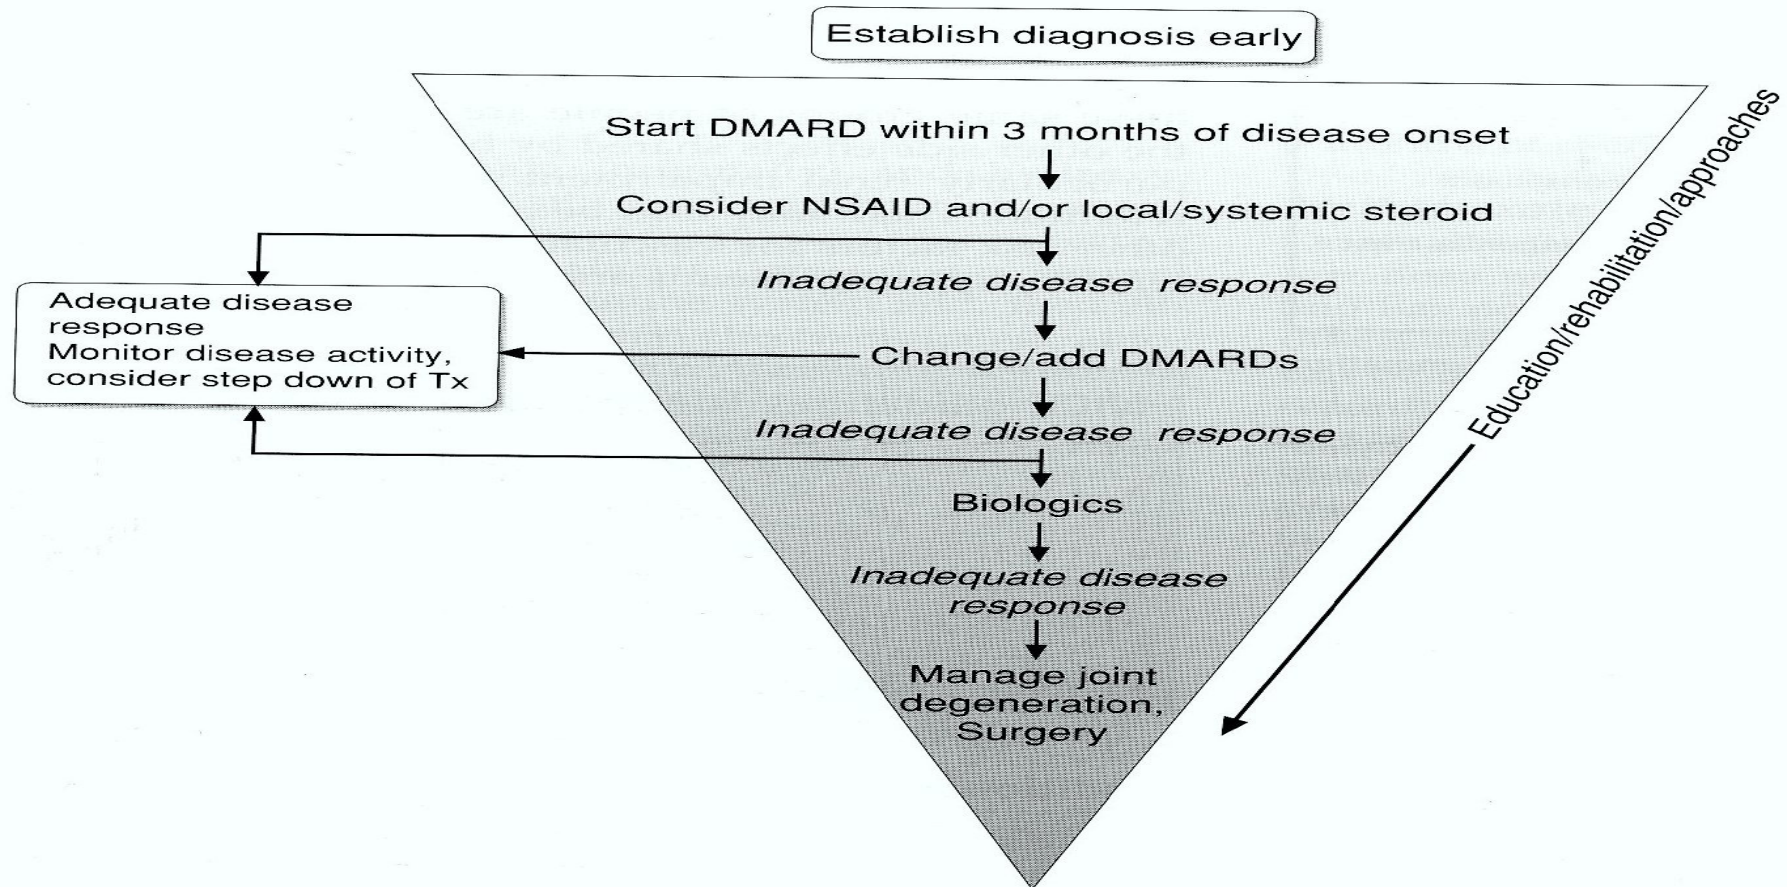 Establish diagnosis early
Start DMARD within 3 months of disease onset
Consider NSAID and/or local/systemic steroid
Inadequate disease response
Adequate disease
response
Monitor disease activity,
consider step down of Tx
Change/add DMARDs
Inadequate disease response
Biologics
Inadequate disease
response
Manage joint
degeneration,
Surgery
Education/rehabilitation/approaches